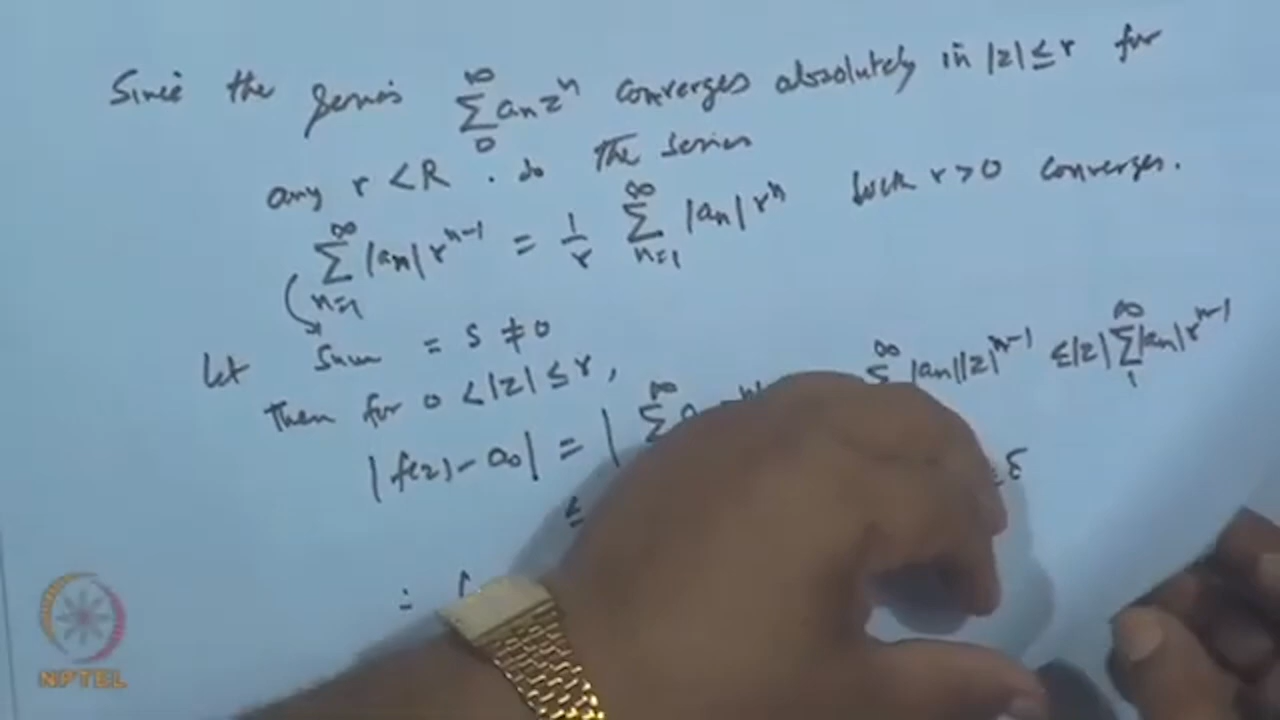 Since the series ∞∑0 aₙzⁿ converges absolutely in |z| ≤ r for
any r < R . so the series
∞∑n=1 |aₙ| rⁿ⁻¹ = 1/r ∞∑n=1 |aₙ| rⁿ for r > 0 converges.
Let sum = s ≠ 0
Then for 0 < |z| ≤ r,
|f(z) - a₀| = | ∞∑ ∞∑ |aₙ||z|ⁿ⁻¹ ≤ |z| ∞∑1 |aₙ| rⁿ⁻¹
≤ ε
NPTEL